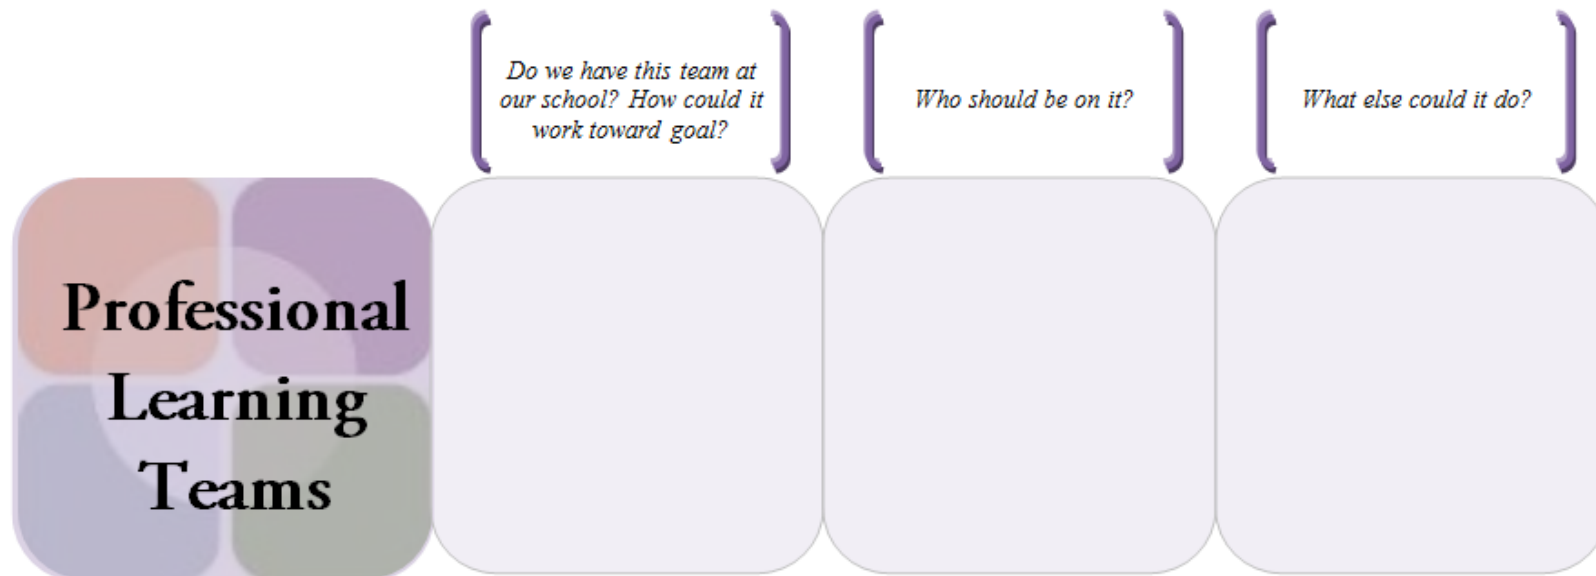 Do we have this team at
our school? How could it
work toward goal?
Who should be on it?
What else could it do?
Professional
Learning
Teams